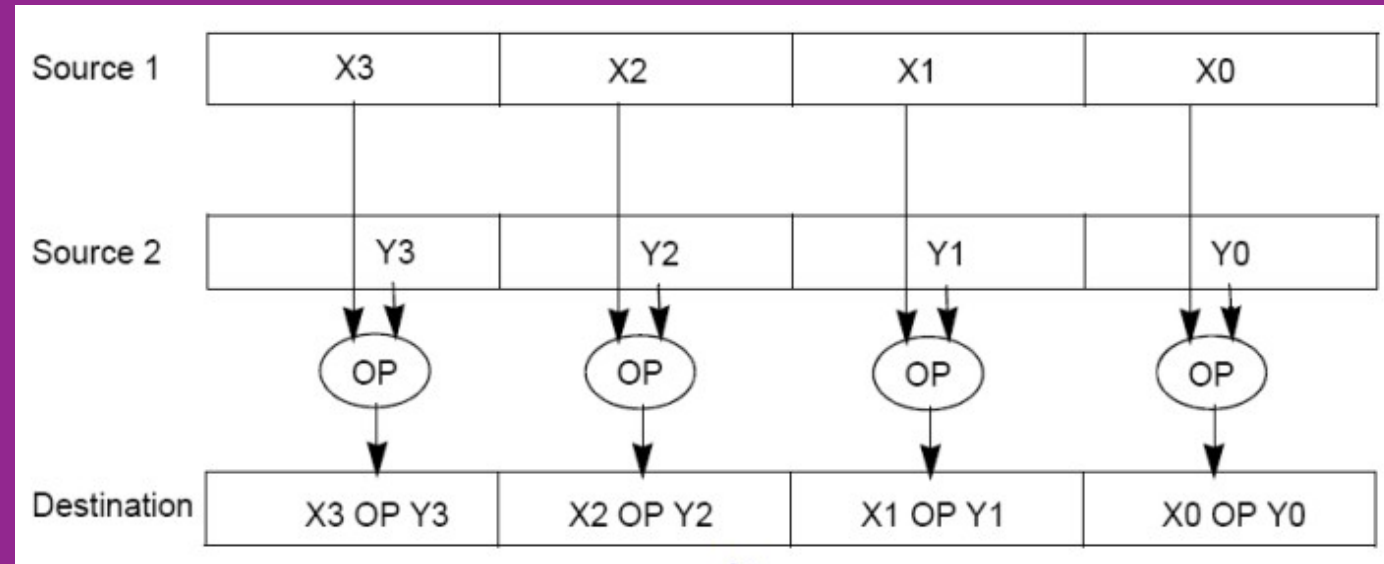 Source 1 X3 X2 X1 X0
Source 2 Y3 Y2 Y1 Y0
OP OP OP OP
Destination X3 OP Y3 X2 OP Y2 X1 OP Y1 X0 OP Y0